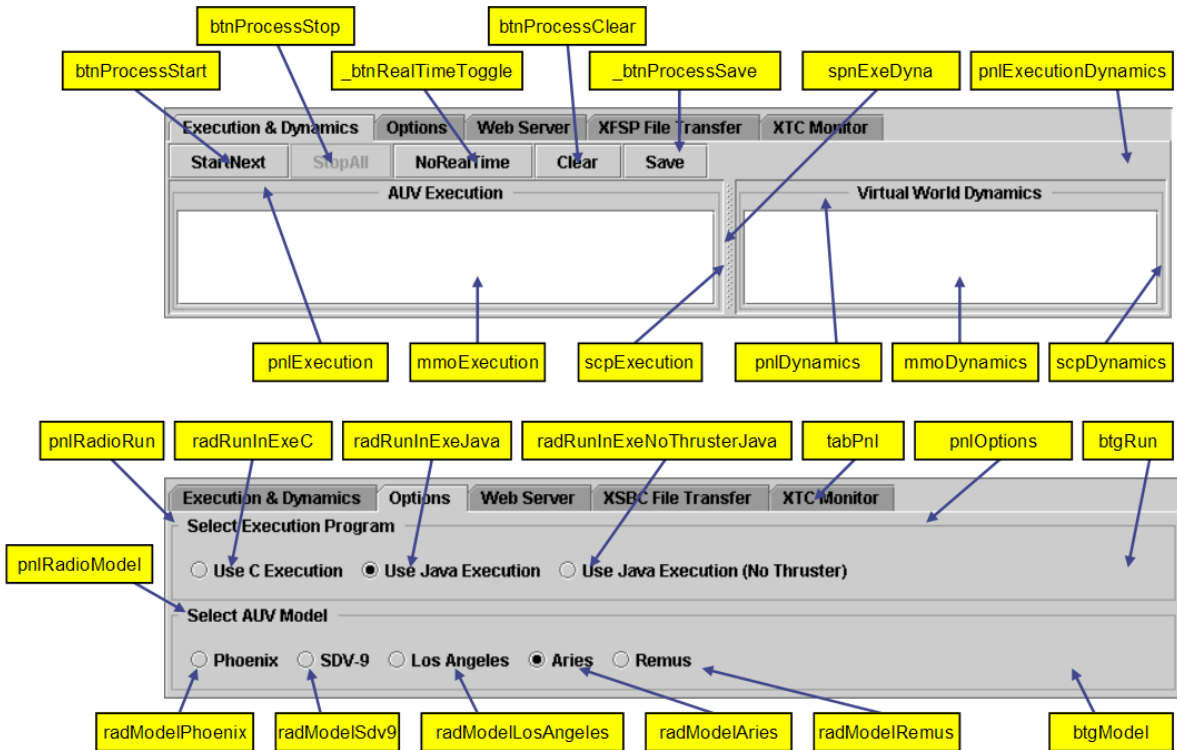 btnProcessStop btnProcessClear
btnProcessStart _btnRealTimeToggle _btnProcessSave spnExeDyna pnlExecutionDynamics
Execution & Dynamics Options Web Server XFSP File Transfer XTC Monitor
StartNext StopAll NoRealTime Clear Save
AUV Execution Virtual World Dynamics
pnlExecution mmoExecution scpExecution pnlDynamics mmoDynamics scpDynamics
pnlRadioRun radRunInExeC radRunInExeJava radRunInExeNoThrusterJava tabPnl pnlOptions btgRun
Execution & Dynamics Options Web Server XSBC File Transfer XTC Monitor
Select Execution Program
pnlRadioModel
Use C Execution Use Java Execution Use Java Execution (No Thruster)
Select AUV Model
Phoenix SDV-9 Los Angeles Aries Remus
radModelPhoenix radModelSdv9 radModelLosAngeles radModelAries radModelRemus btgModel